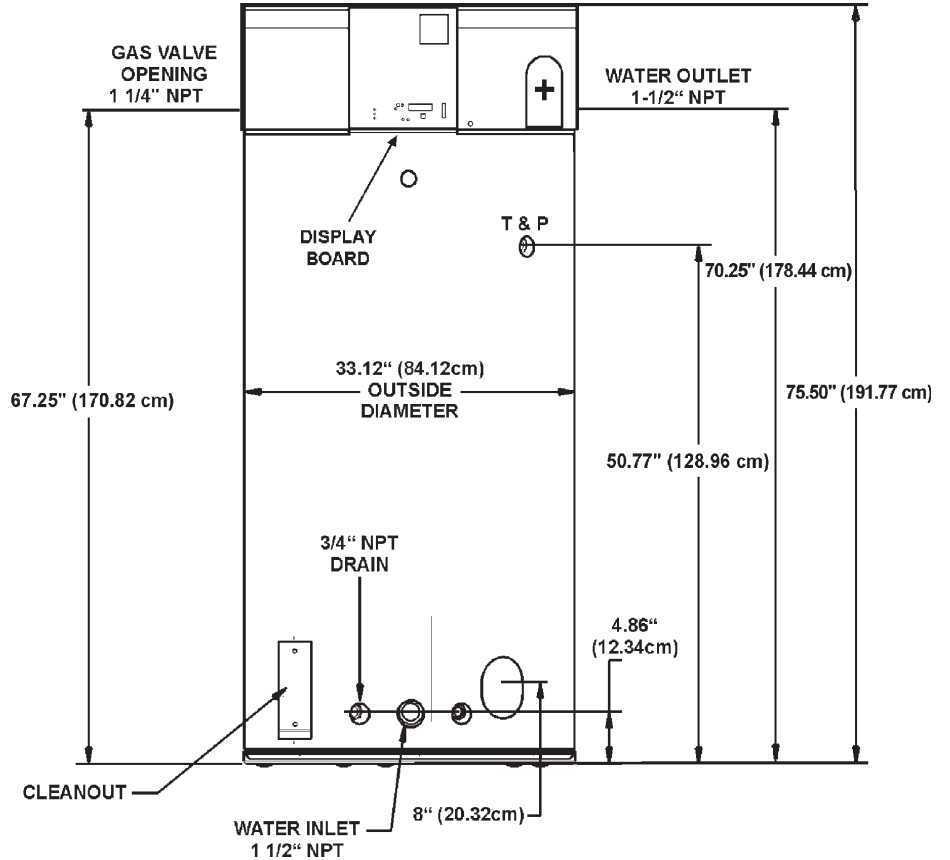 GAS VALVE
OPENING
1 1/4" NPT
WATER OUTLET
1-1/2“ NPT
DISPLAY
BOARD
T & P
70.25" (178.44 cm)
33.12“ (84.12cm)
OUTSIDE
DIAMETER
67.25" (170.82 cm)
75.50" (191.77 cm)
50.77" (128.96 cm)
3/4“ NPT
DRAIN
4.86“
(12.34cm)
CLEANOUT
8“ (20.32cm)
WATER INLET
1 1/2" NPT